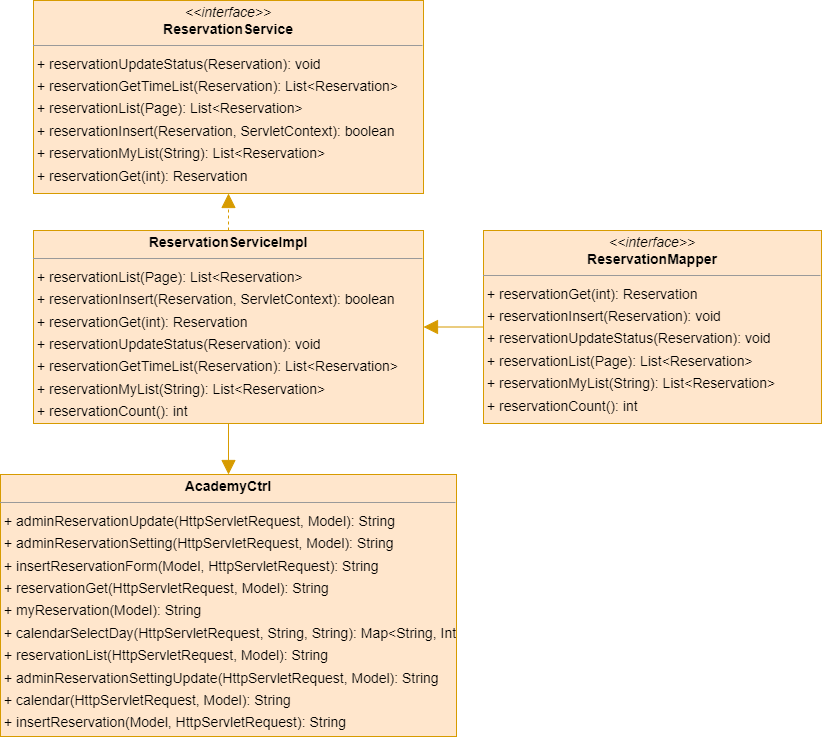 <<interface>>
ReservationService
+ reservationUpdateStatus(Reservation): void
+ reservationGetTimeList(Reservation): List<Reservation>
+ reservationList(Page): List<Reservation>
+ reservationInsert(Reservation, ServletContext): boolean
+ reservationMyList(String): List<Reservation>
+ reservationGet(int): Reservation
ReservationServiceImpl
+ reservationList(Page): List<Reservation>
+ reservationInsert(Reservation, ServletContext): boolean
+ reservationGet(int): Reservation
+ reservationUpdateStatus(Reservation): void
+ reservationGetTimeList(Reservation): List<Reservation>
+ reservationMyList(String): List<Reservation>
+ reservationCount(): int
<<interface>>
ReservationMapper
+ reservationGet(int): Reservation
+ reservationInsert(Reservation): void
+ reservationUpdateStatus(Reservation): void
+ reservationList(Page): List<Reservation>
+ reservationMyList(String): List<Reservation>
+ reservationCount(): int
AcademyCtrl
+ adminReservationUpdate(HttpServletRequest, Model): String
+ adminReservationSetting(HttpServletRequest, Model): String
+ insertReservationForm(Model, HttpServletRequest): String
+ reservationGet(HttpServletRequest, Model): String
+ myReservation(Model): String
+ calendarSelectDay(HttpServletRequest, String, String): Map<String, Int
+ reservationList(HttpServletRequest, Model): String
+ adminReservationSettingUpdate(HttpServletRequest, Model): String
+ calendar(HttpServletRequest, Model): String
+ insertReservation(Model, HttpServletRequest): String